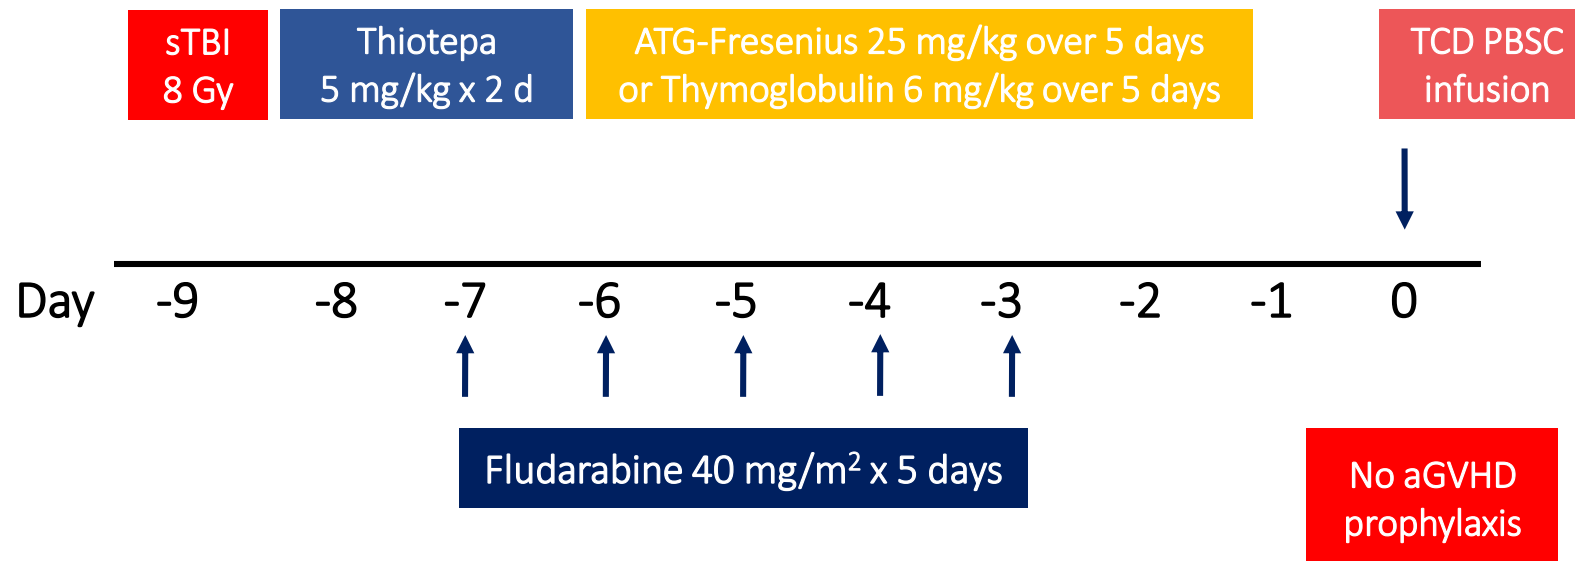 sTBI
8 Gy
Thiotepa
5 mg/kg x 2 d
ATG-Fresenius 25 mg/kg over 5 days
or Thymoglobulin 6 mg/kg over 5 days
TCD PBSC
infusion
Day -9 -8 -7 -6 -5 -4 -3 -2 -1 0
Fludarabine 40 mg/m² x 5 days
No aGVHD
prophylaxis